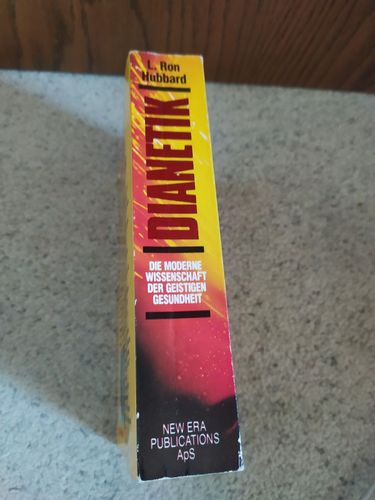 L. Ron
Hubbard
DIANETIK
DIE MODERNE
WISSENSCHAFT
DER GEISTIGEN
GESUNDHEIT
NEW ERA
PUBLICATIONS
ApS